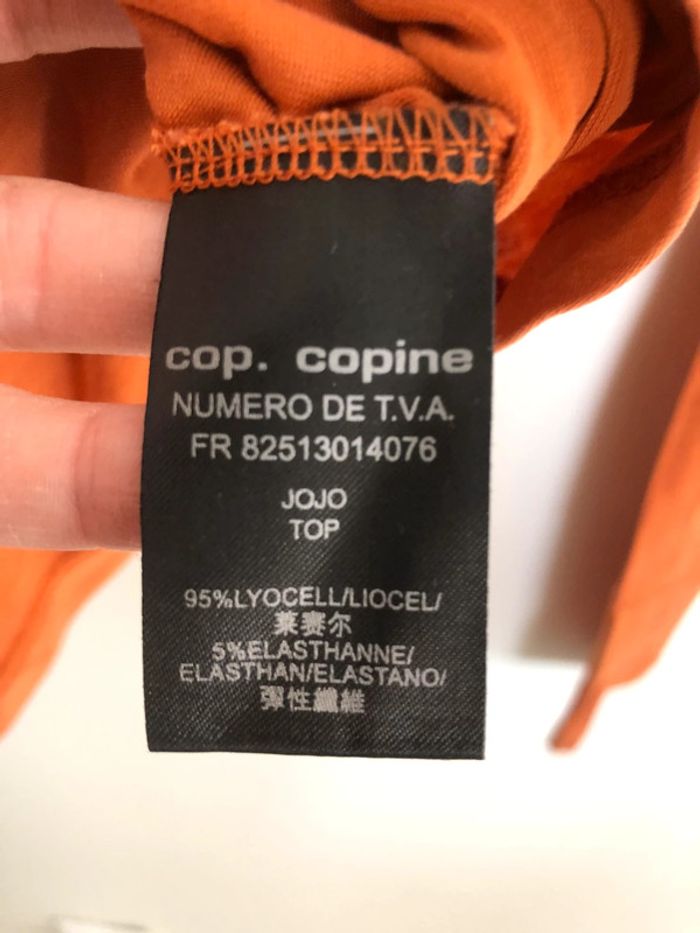 cop. copine
NUMERO DE T.V.A.
FR 82513014076
JOJO
TOP
95%LYOCELL/LIOCEL/
莱赛尔
5%ELASTHANNE/
ELASTHAN/ELASTANO/
彈性纖維